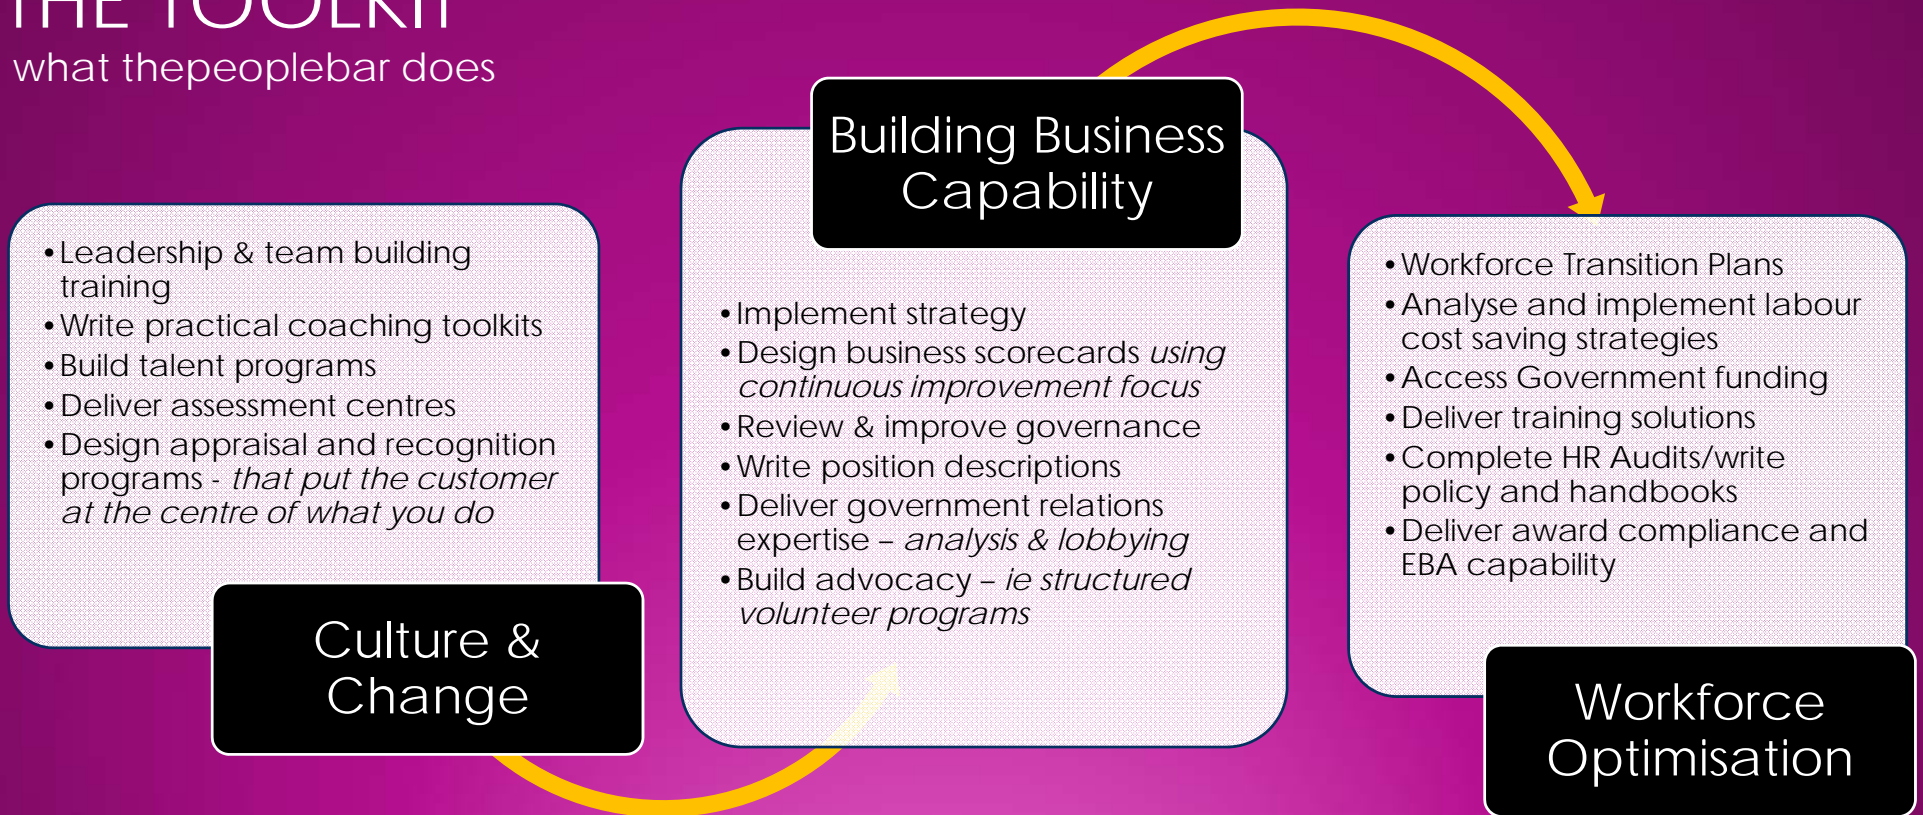 THE TOOLKIT
what thepeoplebar does
• Leadership & team building
training
• Write practical coaching toolkits
• Build talent programs
• Deliver assessment centres
• Design appraisal and recognition
programs - that put the customer
at the centre of what you do
Culture &
Change
Building Business
Capability
• Implement strategy
• Design business scorecards using
continuous improvement focus
• Review & improve governance
• Write position descriptions
• Deliver government relations
expertise – analysis & lobbying
• Build advocacy – ie structured
volunteer programs
• Workforce Transition Plans
• Analyse and implement labour
cost saving strategies
• Access Government funding
• Deliver training solutions
• Complete HR Audits/write
policy and handbooks
• Deliver award compliance and
EBA capability
Workforce
Optimisation